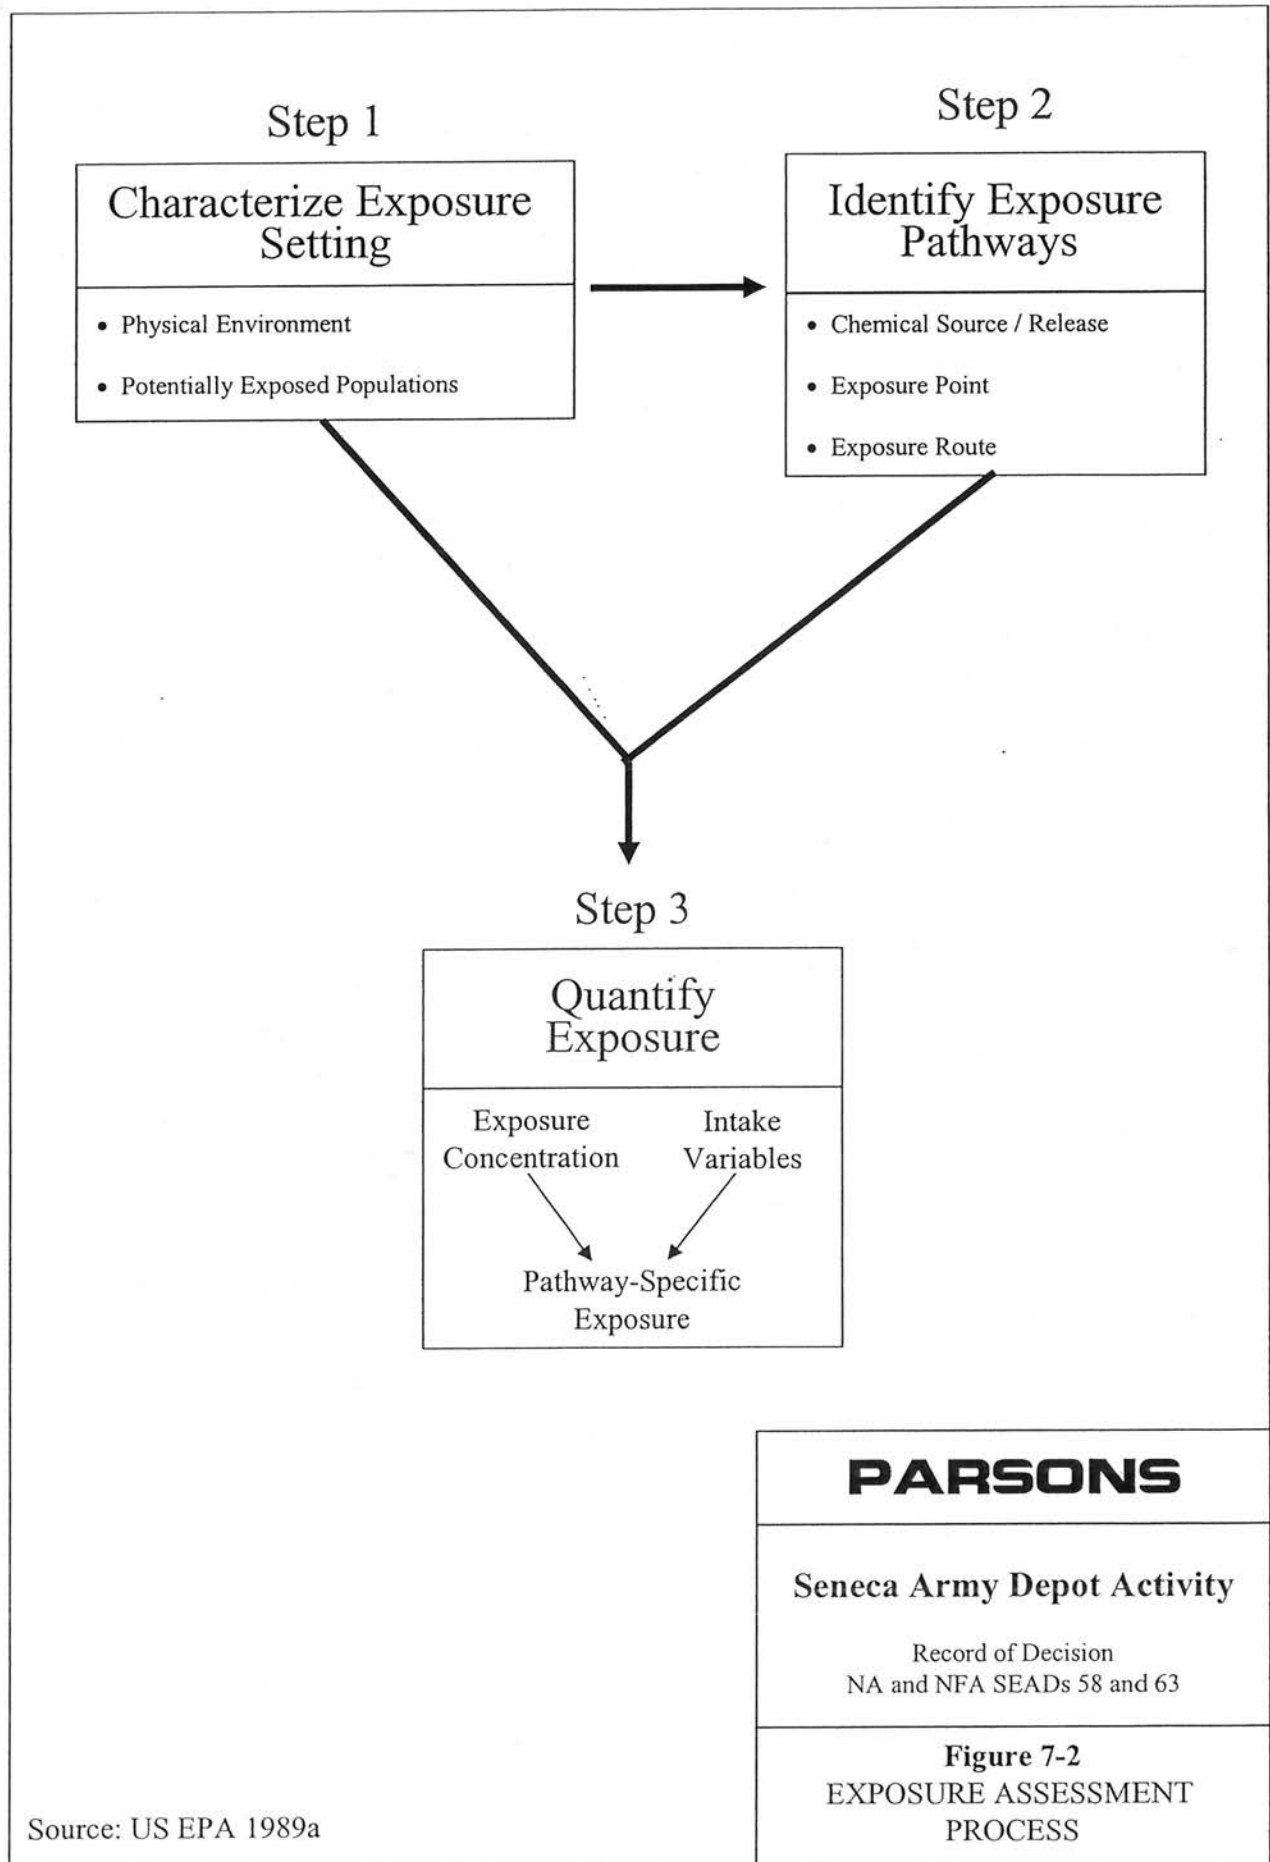 Step 1
Characterize Exposure
Setting
• Physical Environment
• Potentially Exposed Populations
Step 2
Identify Exposure
Pathways
• Chemical Source / Release
• Exposure Point
• Exposure Route
Step 3
Quantify
Exposure
Exposure
Concentration
Intake
Variables
Pathway-Specific
Exposure
PARSONS
Seneca Army Depot Activity
Record of Decision
NA and NFA SEADs 58 and 63
Figure 7-2
EXPOSURE ASSESSMENT
PROCESS
Source: US EPA 1989a